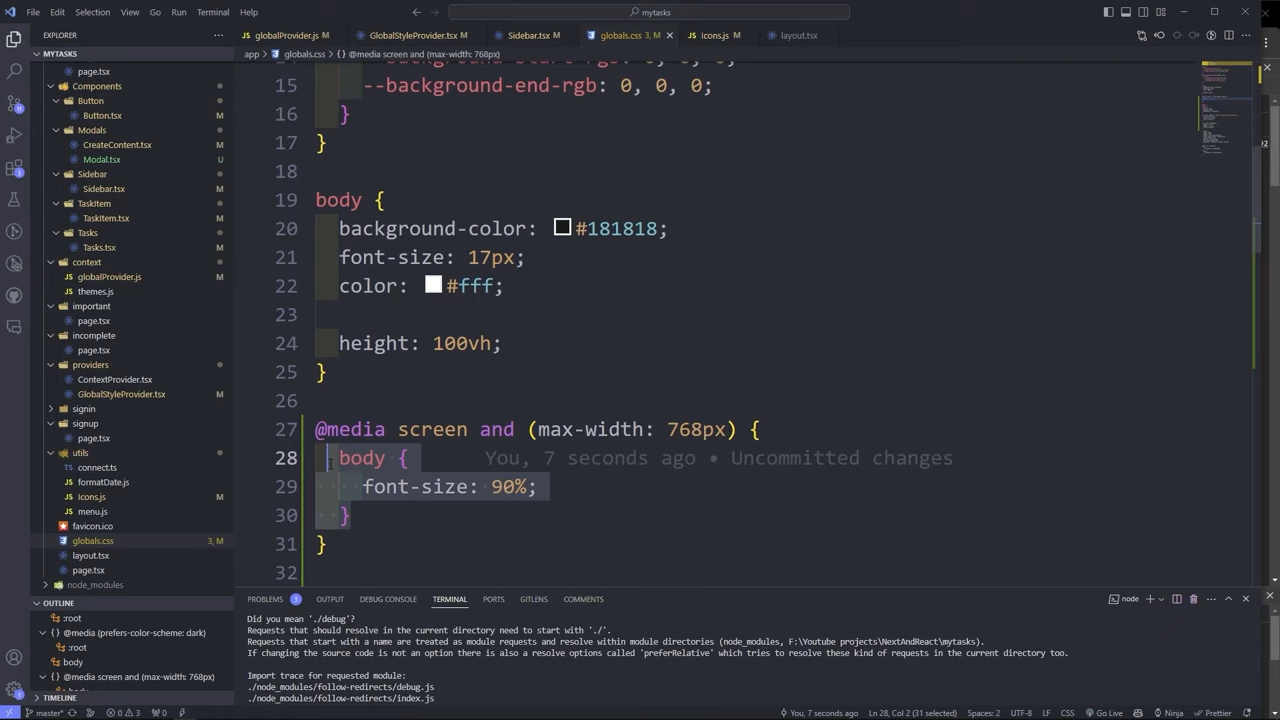 File Edit Selection View Go Run Terminal Help
mytasks
EXPLORER
MYTASKS
page.tsx
Components
Button
Button.tsx M
Modals
CreateContent.tsx M
Modal.tsx U
Sidebar
Sidebar.tsx M
TaskItem
TaskItem.tsx M
Tasks
Tasks.tsx M
context
globalProvider.js M
themes.js
important
page.tsx
incomplete
page.tsx
providers
ContextProvider.tsx
GlobalStyleProvider.tsx M
signin
signup
page.tsx
utils
connect.ts
formatDate.js
Icons.js M
menu.js
favicon.ico
globals.css 3, M
layout.tsx
page.tsx
node_modules
OUTLINE
:root
@media (prefers-color-scheme: dark)
:root
body
@media screen and (max-width: 768px)
TIMELINE
globalProvider.js M GlobalStyleProvider.tsx M Sidebar.tsx M globals.css 3, M Icons.js M layout.tsx
app > globals.css > {} @media screen and (max-width: 768px)
15 --background-end-rgb: 0, 0, 0;
16 }
17 }
18
19 body {
20 background-color: #181818;
21 font-size: 17px;
22 color: #fff;
23
24 height: 100vh;
25 }
26
27 @media screen and (max-width: 768px) {
28 body { You, 7 seconds ago • Uncommitted changes
29 font-size: 90%;
30 }
31 }
32
PROBLEMS 3 OUTPUT DEBUG CONSOLE TERMINAL PORTS GITLENS COMMENTS
node
Did you mean './debug'?
Requests that should resolve in the current directory need to start with './'.
Requests that start with a name are treated as module requests and resolve within module directories (node_modules, F:\Youtube projects\NextAndReact\mytasks).
If changing the source code is not an option there is also a resolve options called 'preferRelative' which tries to resolve these kind of requests in the current directory too.
Import trace for requested module:
./node_modules/follow-redirects/debug.js
./node_modules/follow-redirects/index.js
master* 0 3 0 You, 7 seconds ago Ln 28, Col 2 (31 selected) Spaces: 2 UTF-8 LF CSS Go Live Ninja Prettier